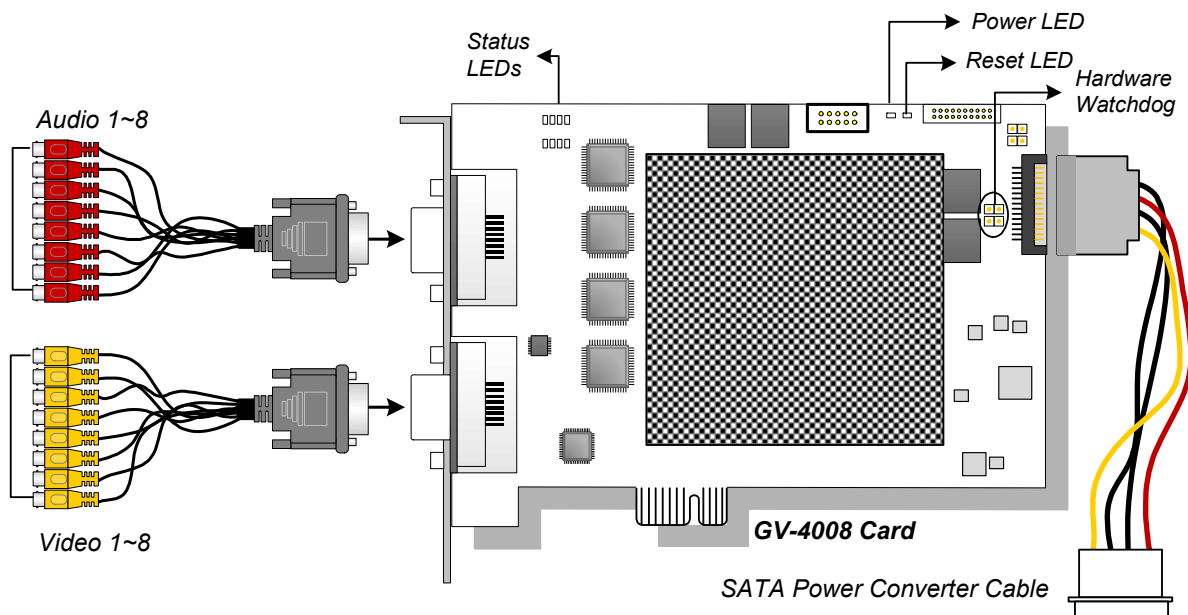 Power LED
Status
LEDs
Reset LED
Hardware
Watchdog
Audio 1~8
Video 1~8
GV-4008 Card
SATA Power Converter Cable